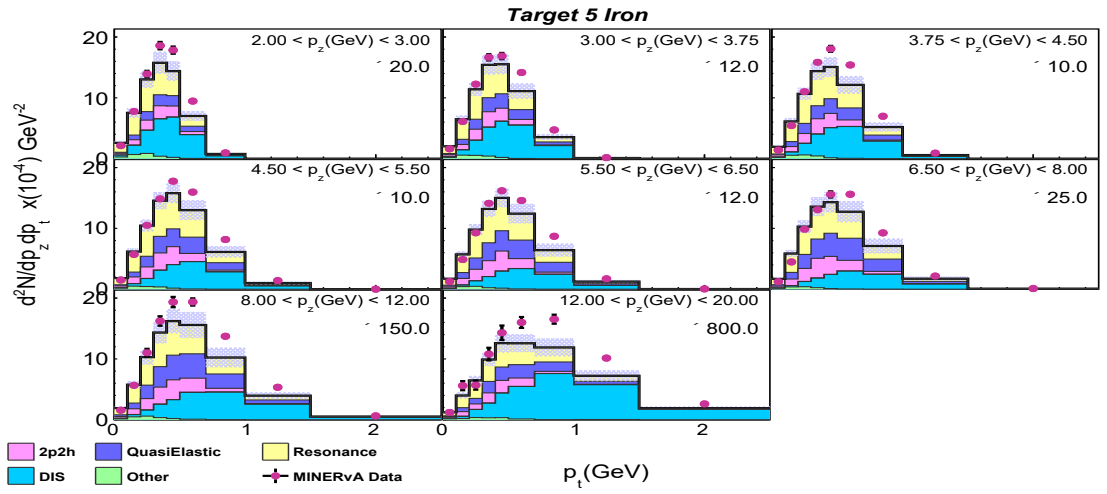 Target 5 Iron
d²N/dp_z dp_t x(10⁻⁴) GeV⁻²
20
10
0
2.00 < p_z(GeV) < 3.00
´ 20.0
3.00 < p_z(GeV) < 3.75
´ 12.0
3.75 < p_z(GeV) < 4.50
´ 10.0
20
10
0
4.50 < p_z(GeV) < 5.50
´ 10.0
5.50 < p_z(GeV) < 6.50
´ 12.0
6.50 < p_z(GeV) < 8.00
´ 25.0
20
10
0
8.00 < p_z(GeV) < 12.00
´ 150.0
12.00 < p_z(GeV) < 20.00
´ 800.0
0 1 2 0 1 2
p_t(GeV)
2p2h QuasiElastic Resonance
DIS Other MINERvA Data